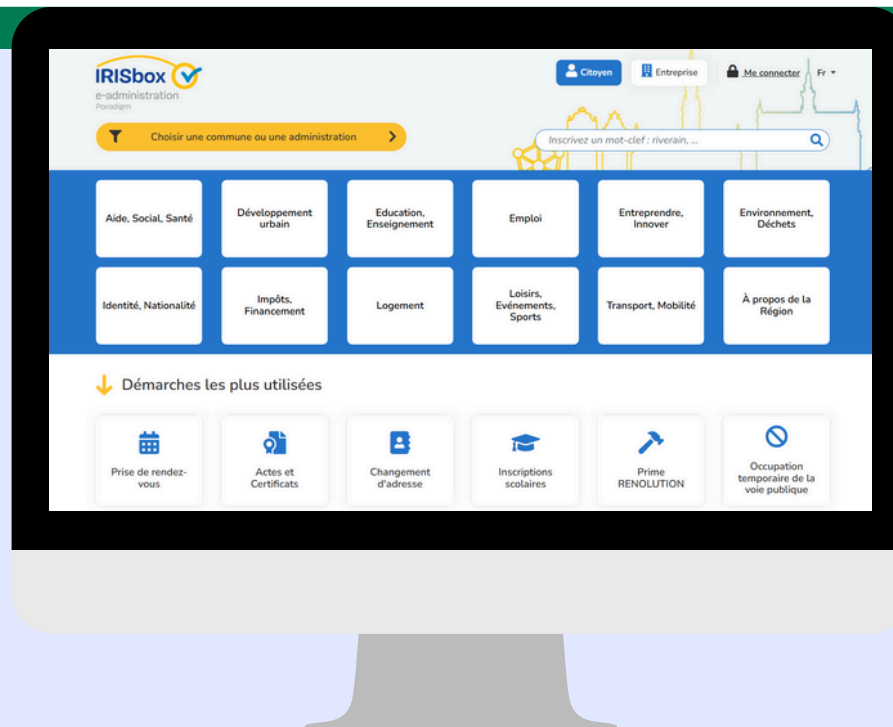 IRISbox
e-administration
Paradigm
Citoyen
Entreprise
Me connecter
Fr
Choisir une commune ou une administration
Inscrivez un mot-clef : riverain, ...
Aide, Social, Santé
Développement
urbain
Education,
Enseignement
Emploi
Entreprendre,
Innover
Environnement,
Déchets
Identité, Nationalité
Impôts,
Financement
Logement
Loisirs,
Evénements,
Sports
Transport, Mobilité
À propos de la
Région
Démarches les plus utilisées
Prise de rendez-
vous
Actes et
Certificats
Changement
d'adresse
Inscriptions
scolaires
Prime
RENOLUTION
Occupation
temporaire de la
voie publique